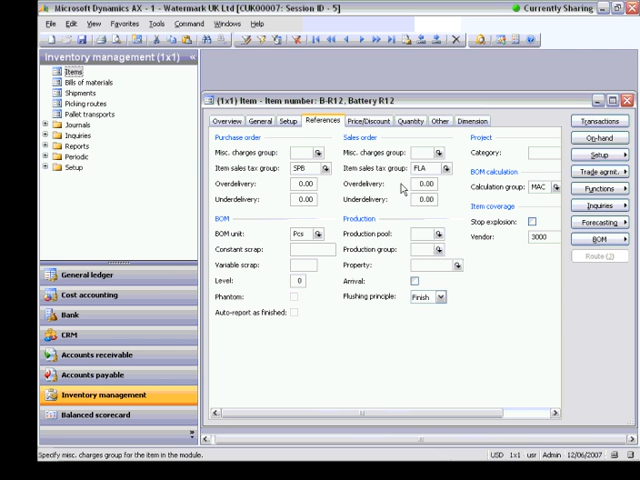 Microsoft Dynamics AX - 1 - Watermark UK Ltd [CUK00007: Session ID - 5]
Currently Sharing
File Edit View Favorites Tools Command Windows Help
Inventory management (1x1) «
Items
Bills of materials
Shipments
Picking routes
Pallet transports
Journals
Inquiries
Reports
Periodic
Setup
General ledger
Cost accounting
Bank
CRM
Accounts receivable
Accounts payable
Inventory management
Balanced scorecard
(1x1) Item - Item number: B-R12, Battery R12
Overview General Setup References Price/Discount Quantity Other Dimension
Purchase order
Misc. charges group:
Item sales tax group: SPB
Overdelivery: 0.00
Underdelivery: 0.00
BOM
BOM unit: Pcs
Constant scrap:
Variable scrap:
Level: 0
Phantom:
Auto-report as finished:
Sales order
Misc. charges group:
Item sales tax group: FLA
Overdelivery: 0.00
Underdelivery: 0.00
Production
Production pool:
Production group:
Property:
Arrival:
Flushing principle: Finish
Project
Category:
BOM calculation
Calculation group: MAC
Item coverage
Stop explosion:
Vendor: 3000
Transactions
On-hand
Setup
Trade agrmt.
Functions
Inquiries
Forecasting
BOM
Route (2)
Specify misc. charges group for the item in the module.
USD 1x1 usr Admin 12/06/2007